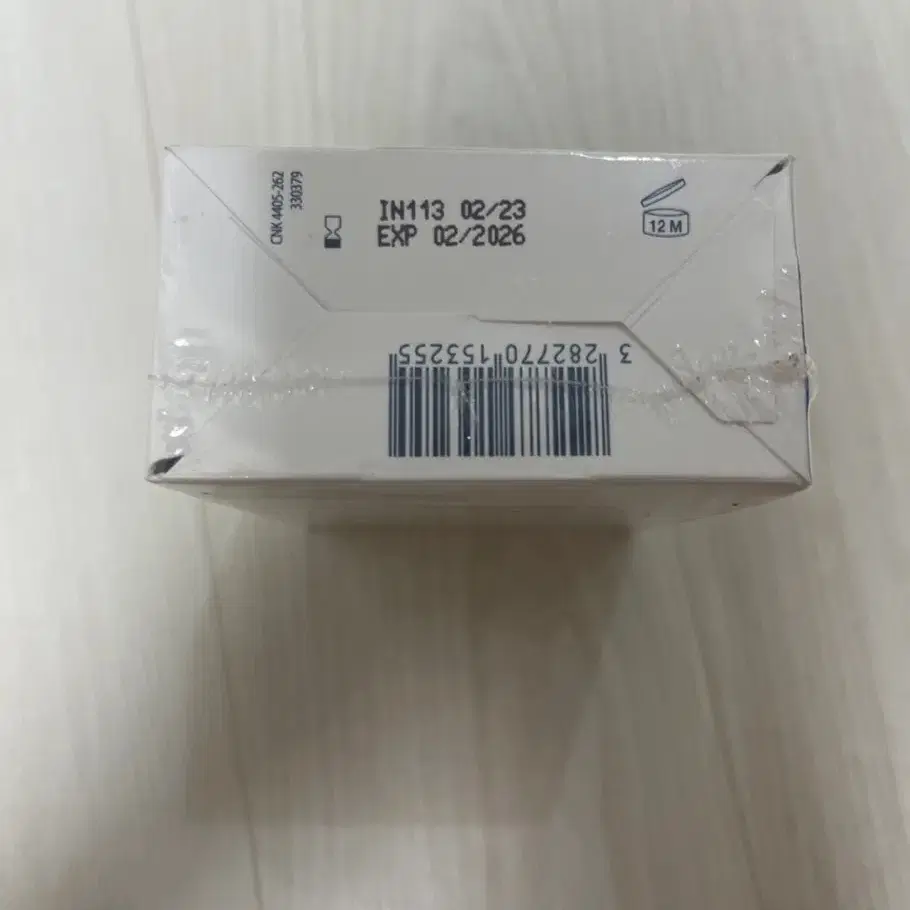 CNK 4405-262
330379
IN113 02/23
EXP 02/2026
12 M
3 282770 153255